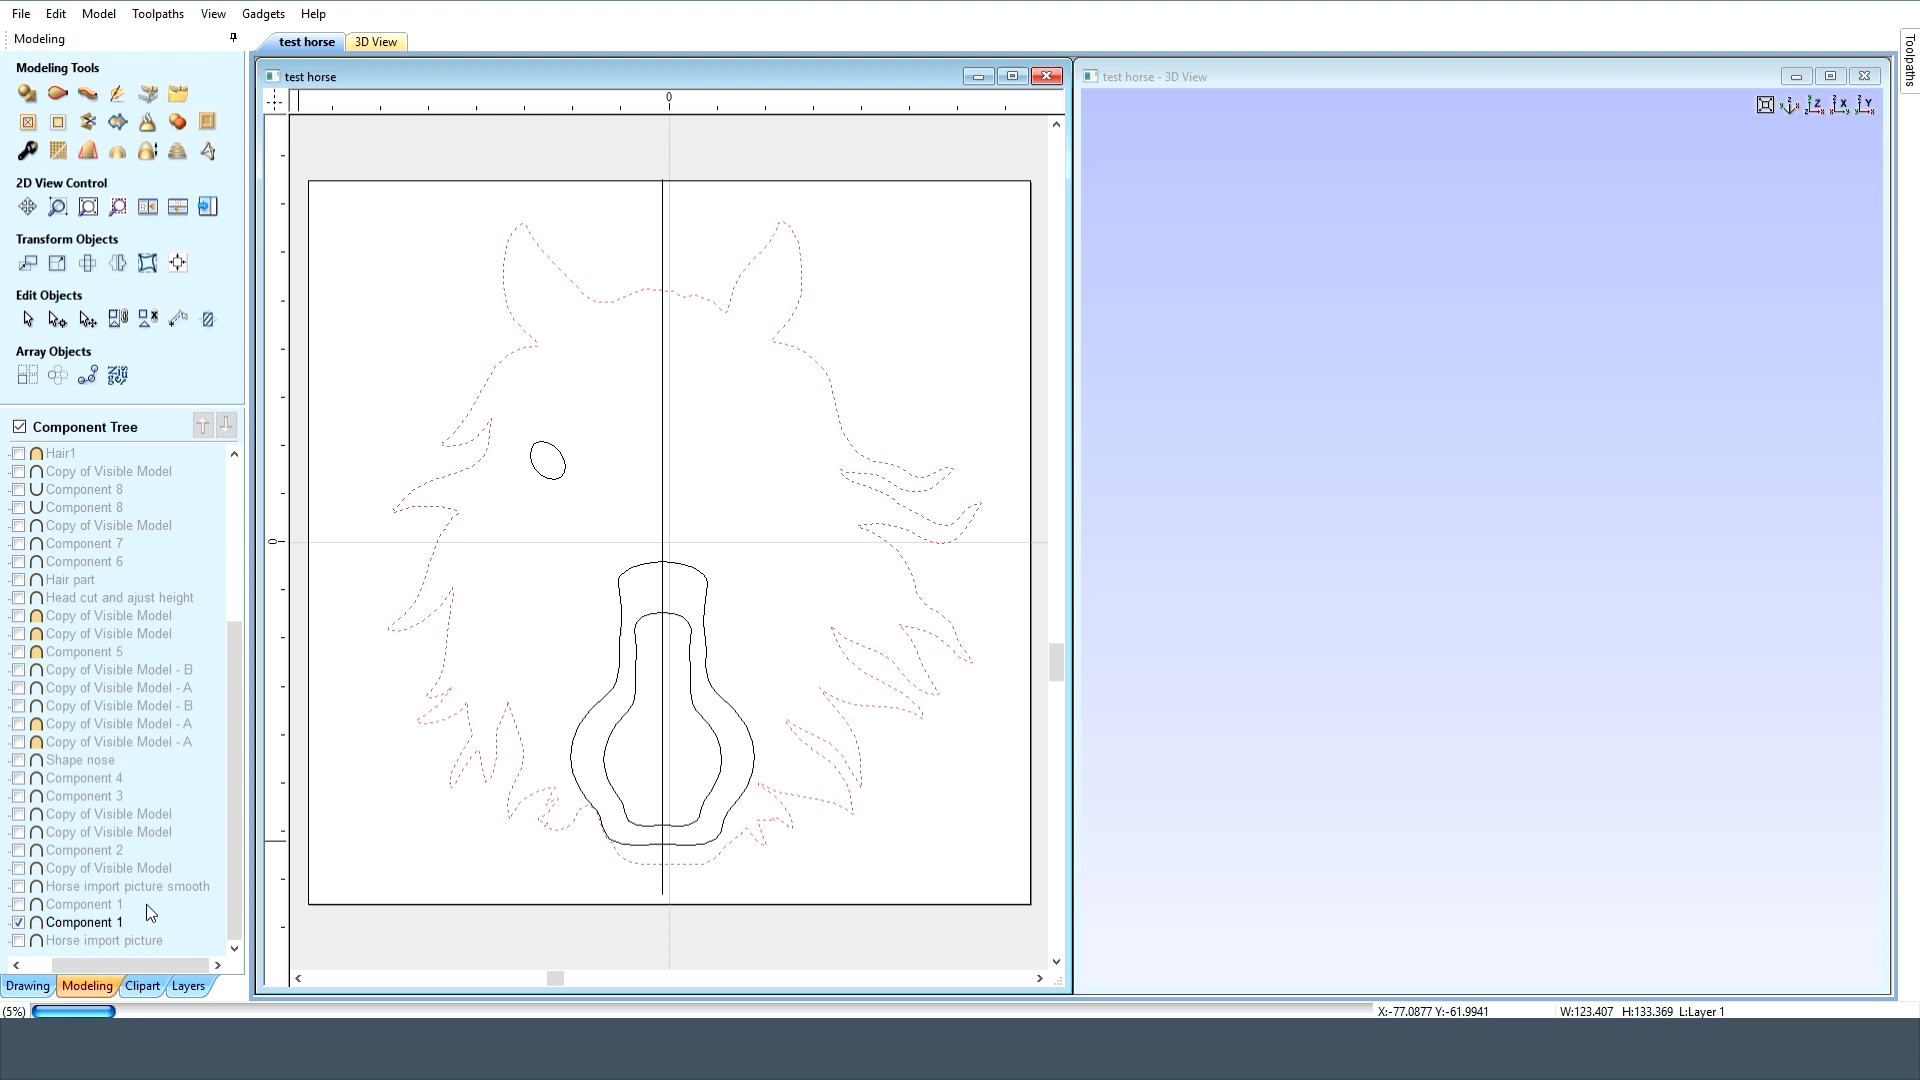 File Edit Model Toolpaths View Gadgets Help
Modeling
Toolpaths
test horse 3D View
Modeling Tools
2D View Control
Transform Objects
Edit Objects
Array Objects
Component Tree
Hair1
Copy of Visible Model
Component 8
Component 8
Copy of Visible Model
Component 7
Component 6
Hair part
Head cut and ajust height
Copy of Visible Model
Copy of Visible Model
Component 5
Copy of Visible Model - B
Copy of Visible Model - A
Copy of Visible Model - B
Copy of Visible Model - A
Copy of Visible Model - A
Shape nose
Component 4
Component 3
Copy of Visible Model
Copy of Visible Model
Component 2
Copy of Visible Model
Horse import picture smooth
Component 1
Component 1
Horse import picture
Drawing Modeling Clipart Layers
test horse
0
0
test horse - 3D View
Z X Y
(5%)
X:-77.0877 Y:-61.9941
W:123.407 H:133.369 L:Layer 1